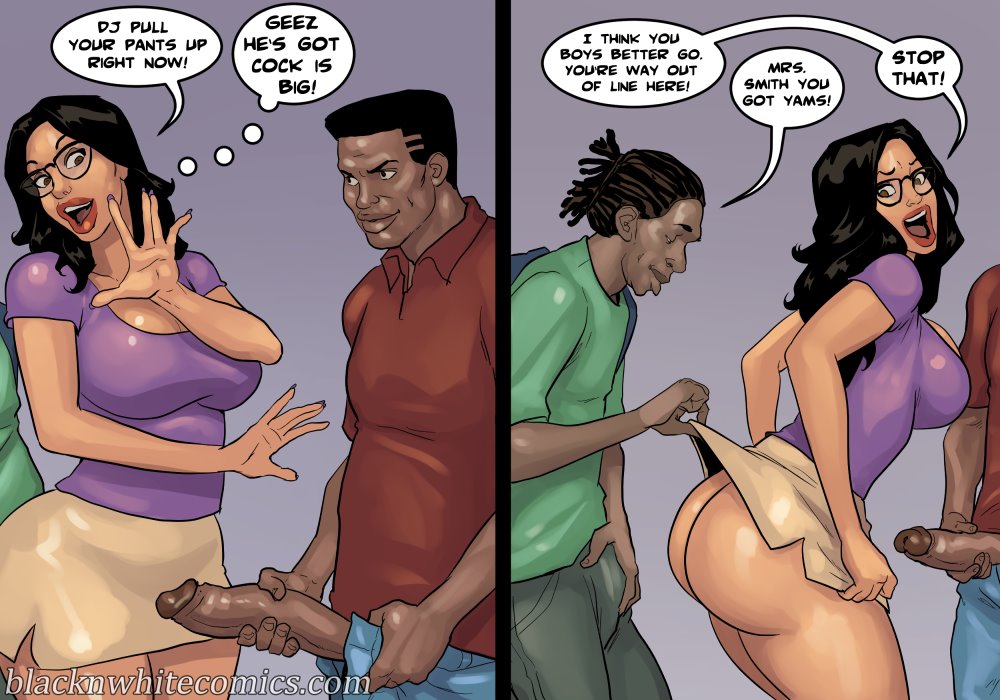 DJ PULL
YOUR PANTS UP
RIGHT NOW!
GEEZ
HE'S GOT
COCK IS
BIG!
I THINK YOU
BOYS BETTER GO.
YOU'RE WAY OUT
OF LINE HERE!
MRS.
SMITH YOU
GOT YAMS!
STOP
THAT!
blacknwhitecomics.com